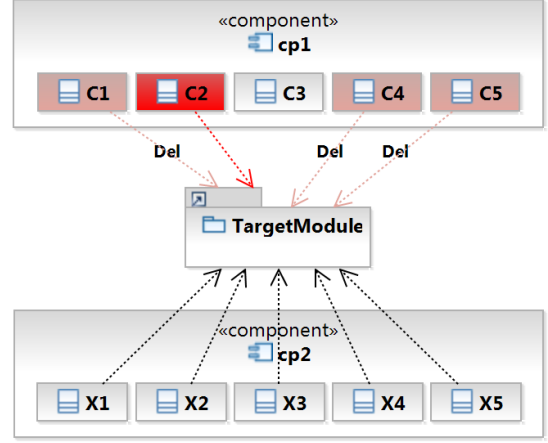 «component»
cp1
C1 C2 C3 C4 C5
Del Del Del
TargetModule
«component»
cp2
X1 X2 X3 X4 X5